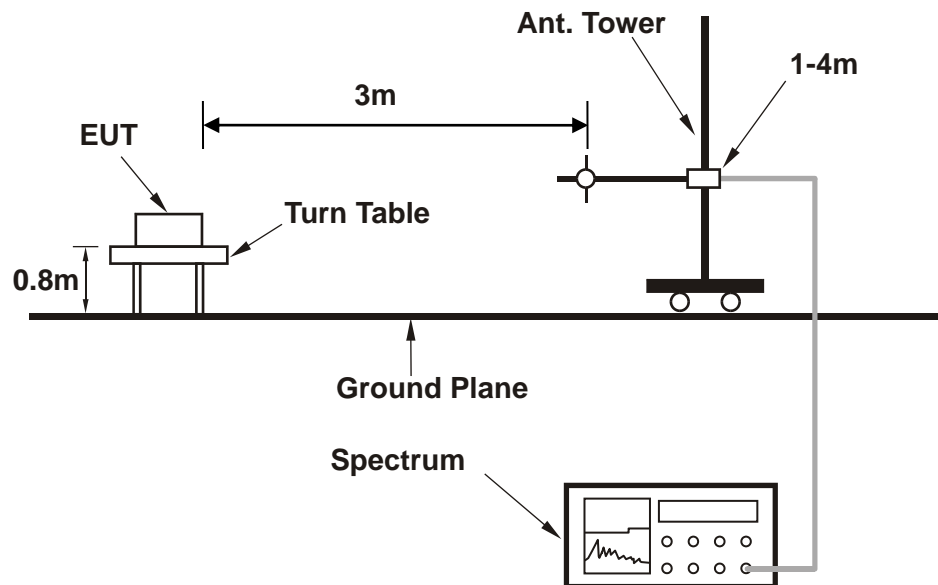 Ant. Tower
1-4m
3m
EUT
Turn Table
0.8m
Ground Plane
Spectrum